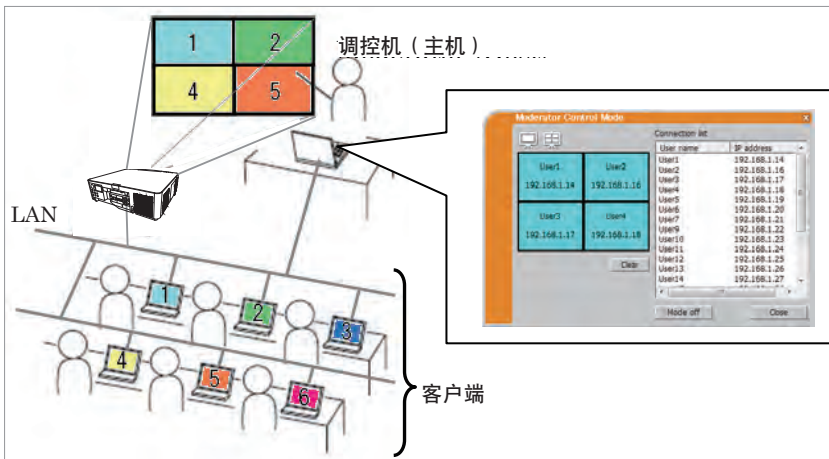 1
2
4
5
调控机（主机）
LAN
1
2
3
4
5
6
客户端
Moderator Control Mode
X
Connection list
User name IP address
User1 192.168.1.14
User2 192.168.1.16
User3 192.168.1.17
User4 192.168.1.18
User5 192.168.1.19
User6 192.168.1.20
User7 192.168.1.21
User9 192.168.1.22
User10 192.168.1.23
User11 192.168.1.24
User12 192.168.1.25
User13 192.168.1.26
User14 192.168.1.27
User1
192.168.1.14
User2
192.168.1.16
User3
192.168.1.17
User4
192.168.1.18
Clear
Mode off
Close